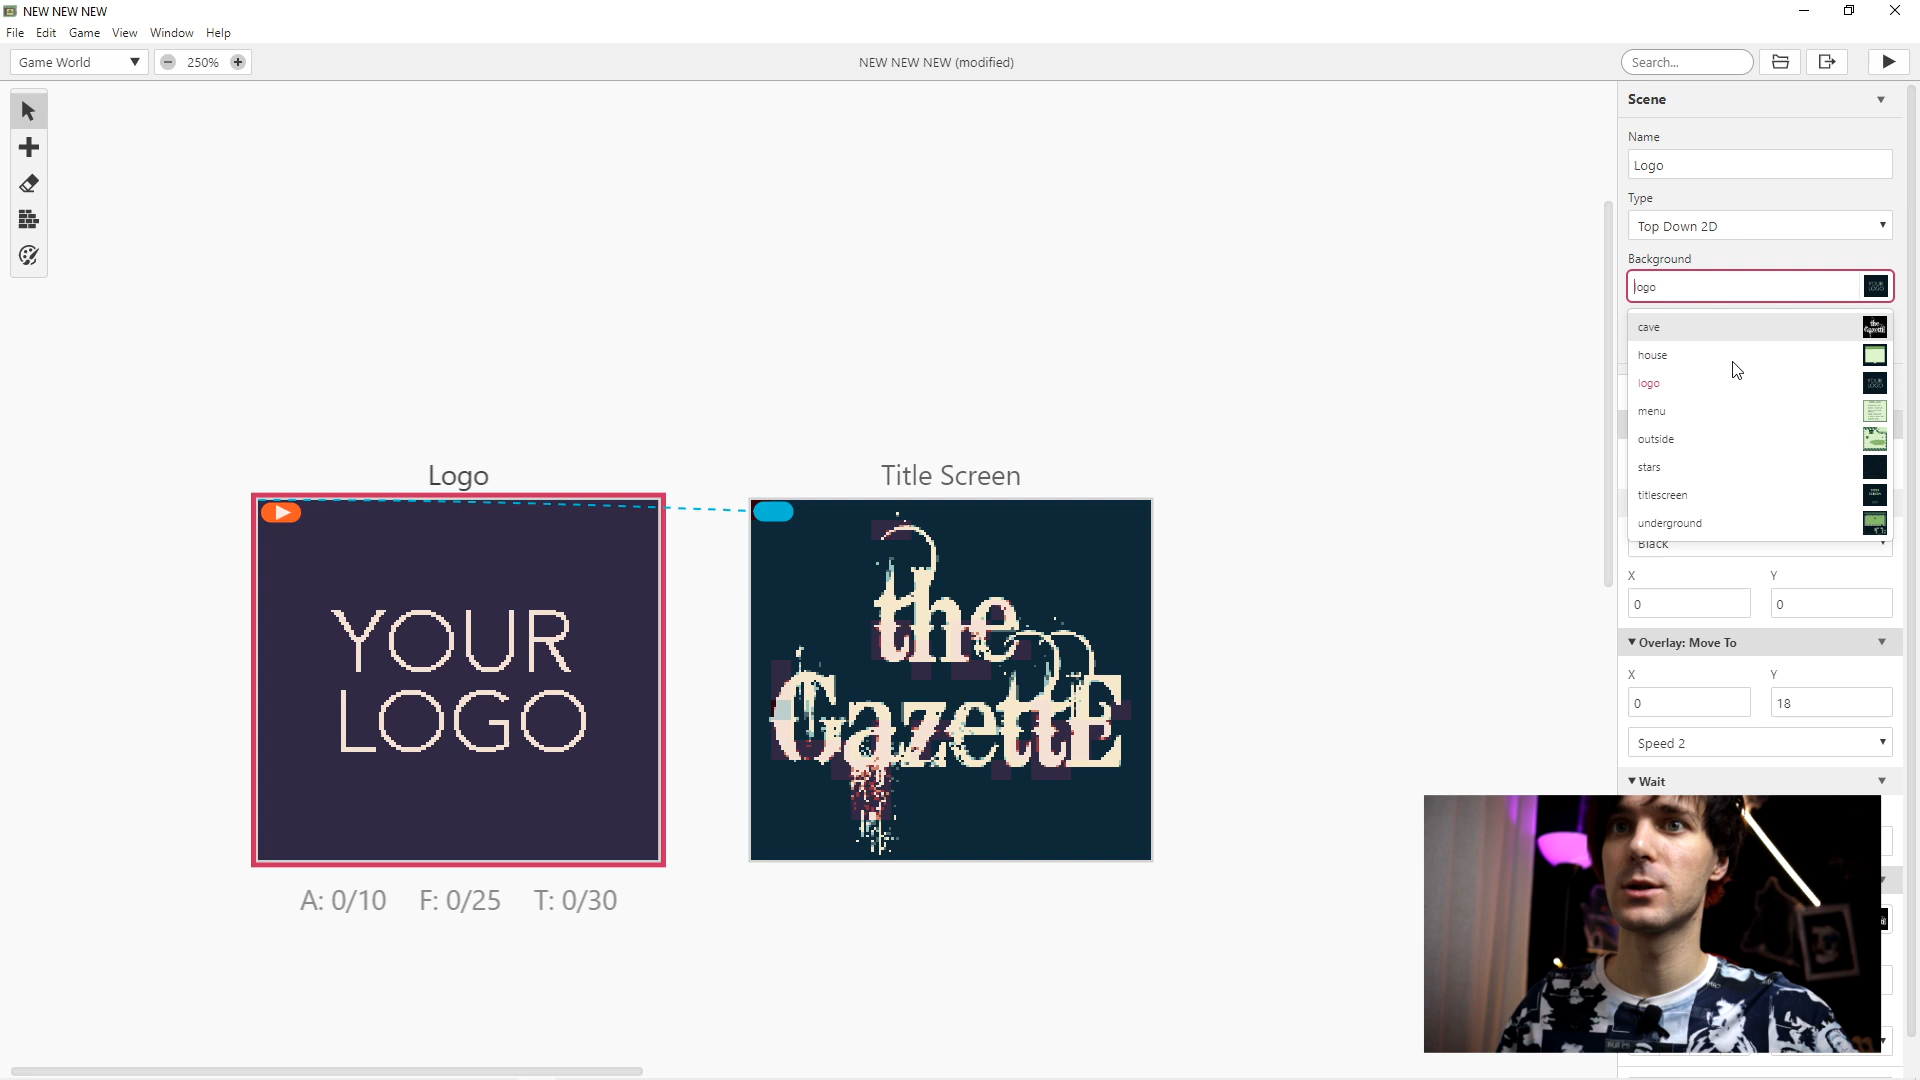 NEW NEW NEW
File Edit Game View Window Help
Game World 250% NEW NEW NEW (modified) Search...
Scene
Name
Logo
Type
Top Down 2D
Background
logo
cave
house
logo
menu
outside
stars
titlescreen
underground
Black
X Y
0 0
Overlay: Move To
X Y
0 18
Speed 2
Wait
Logo
YOUR
LOGO
A: 0/10 F: 0/25 T: 0/30
Title Screen
the
GazettE